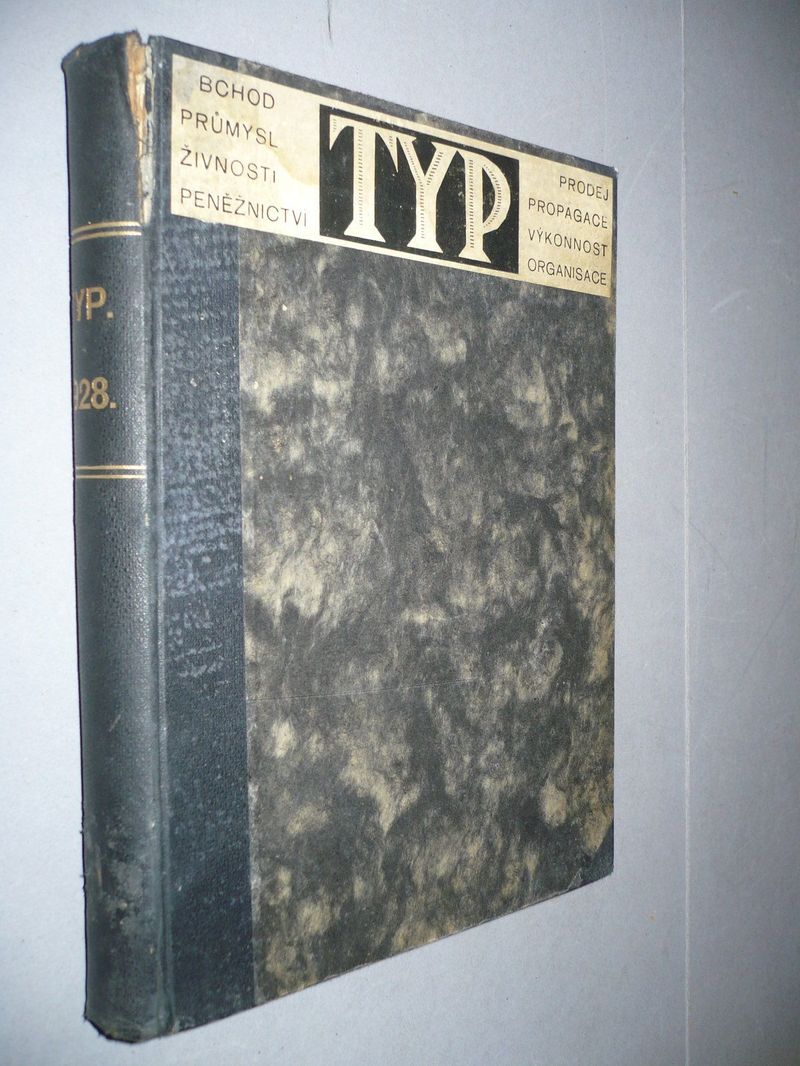 BCHOD
PRŮMYSL
ŽIVNOSTI
PENĚŽNICTVI
TYP
PRODEJ
PROPAGACE
VÝKONNOST
ORGANISACE
YP.
928.